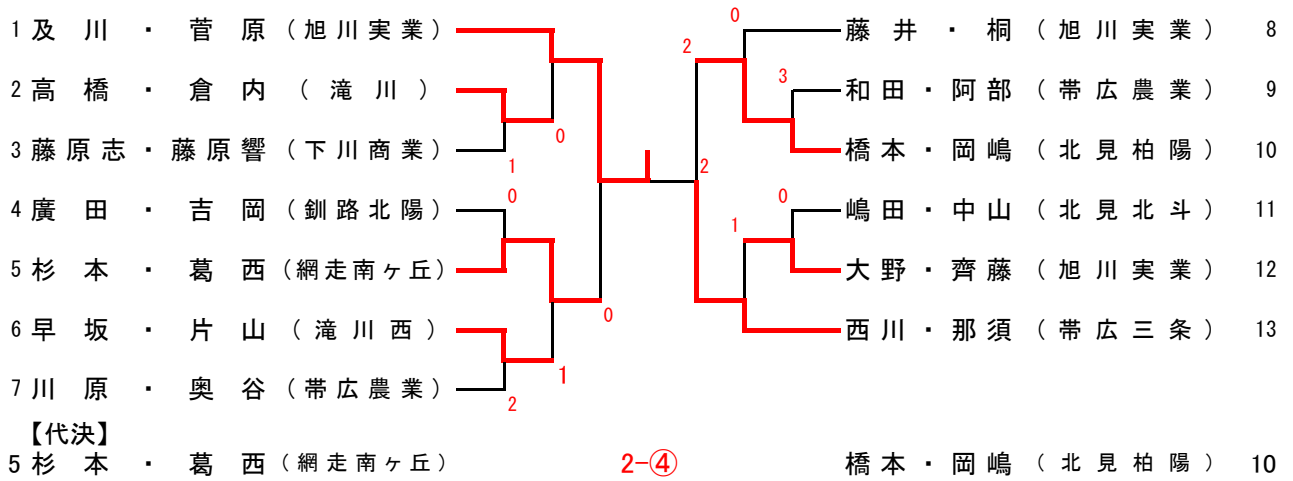 1 及川・菅原（旭川実業） 0 藤井・桐（旭川実業） 8
2
2 高橋・倉内（滝川） 3 和田・阿部（帯広農業） 9
0
3 藤原志・藤原響（下川商業） 橋本・岡嶋（北見柏陽） 10
1 2
4 廣田・吉岡（釧路北陽） 0 0 嶋田・中山（北見北斗） 11
1
5 杉本・葛西（網走南ヶ丘） 大野・齊藤（旭川実業） 12
0
6 早坂・片山（滝川西） 西川・那須（帯広三条） 13
1
7 川原・奥谷（帯広農業） 2
【代決】
5 杉本・葛西（網走南ヶ丘） 2-④ 橋本・岡嶋（北見柏陽） 10